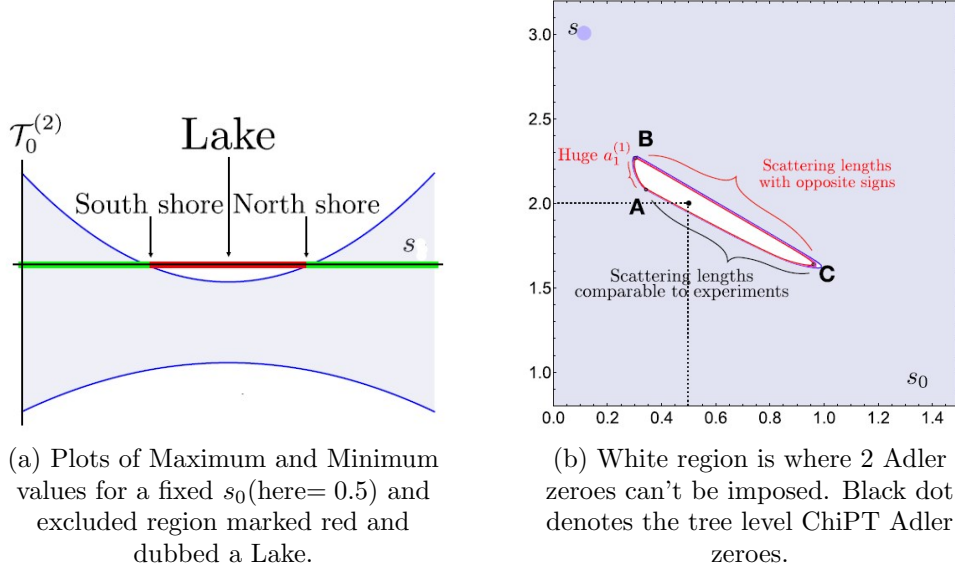 $\mathcal{T}_0^{(2)}$
Lake
South shore
North shore
s
(a) Plots of Maximum and Minimum
values for a fixed $s_0$(here= 0.5) and
excluded region marked red and
dubbed a Lake.
s
3.0
2.5
2.0
1.5
1.0
B
Huge $a_1^{(1)}$
Scattering lengths
with opposite signs
A
Scattering lengths
comparable to experiments
C
$s_0$
0.0 0.2 0.4 0.6 0.8 1.0 1.2 1.4
(b) White region is where 2 Adler
zeroes can't be imposed. Black dot
denotes the tree level ChiPT Adler
zeroes.